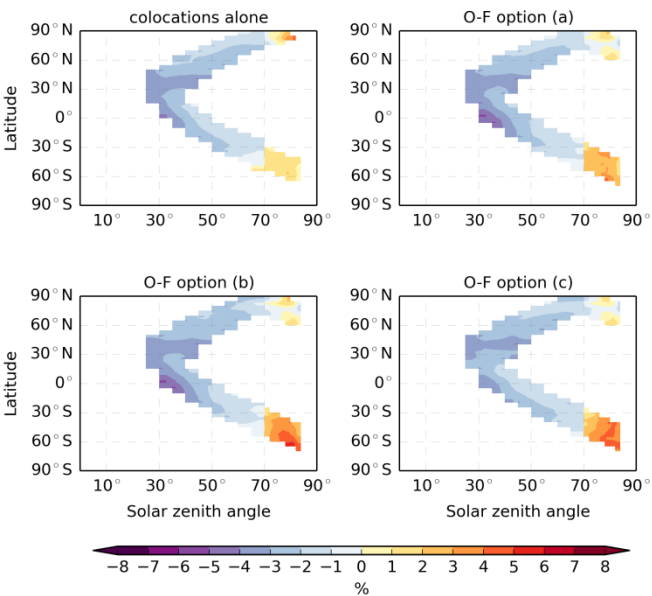 colocations alone
O-F option (a)
90°N
60°N
30°N
0°
30°S
60°S
90°S
Latitude
10° 30° 50° 70° 90°
90°N
60°N
30°N
0°
30°S
60°S
90°S
10° 30° 50° 70° 90°
O-F option (b)
O-F option (c)
90°N
60°N
30°N
0°
30°S
60°S
90°S
Latitude
10° 30° 50° 70° 90°
Solar zenith angle
90°N
60°N
30°N
0°
30°S
60°S
90°S
10° 30° 50° 70° 90°
Solar zenith angle
−8 −7 −6 −5 −4 −3 −2 −1 0 1 2 3 4 5 6 7 8
%